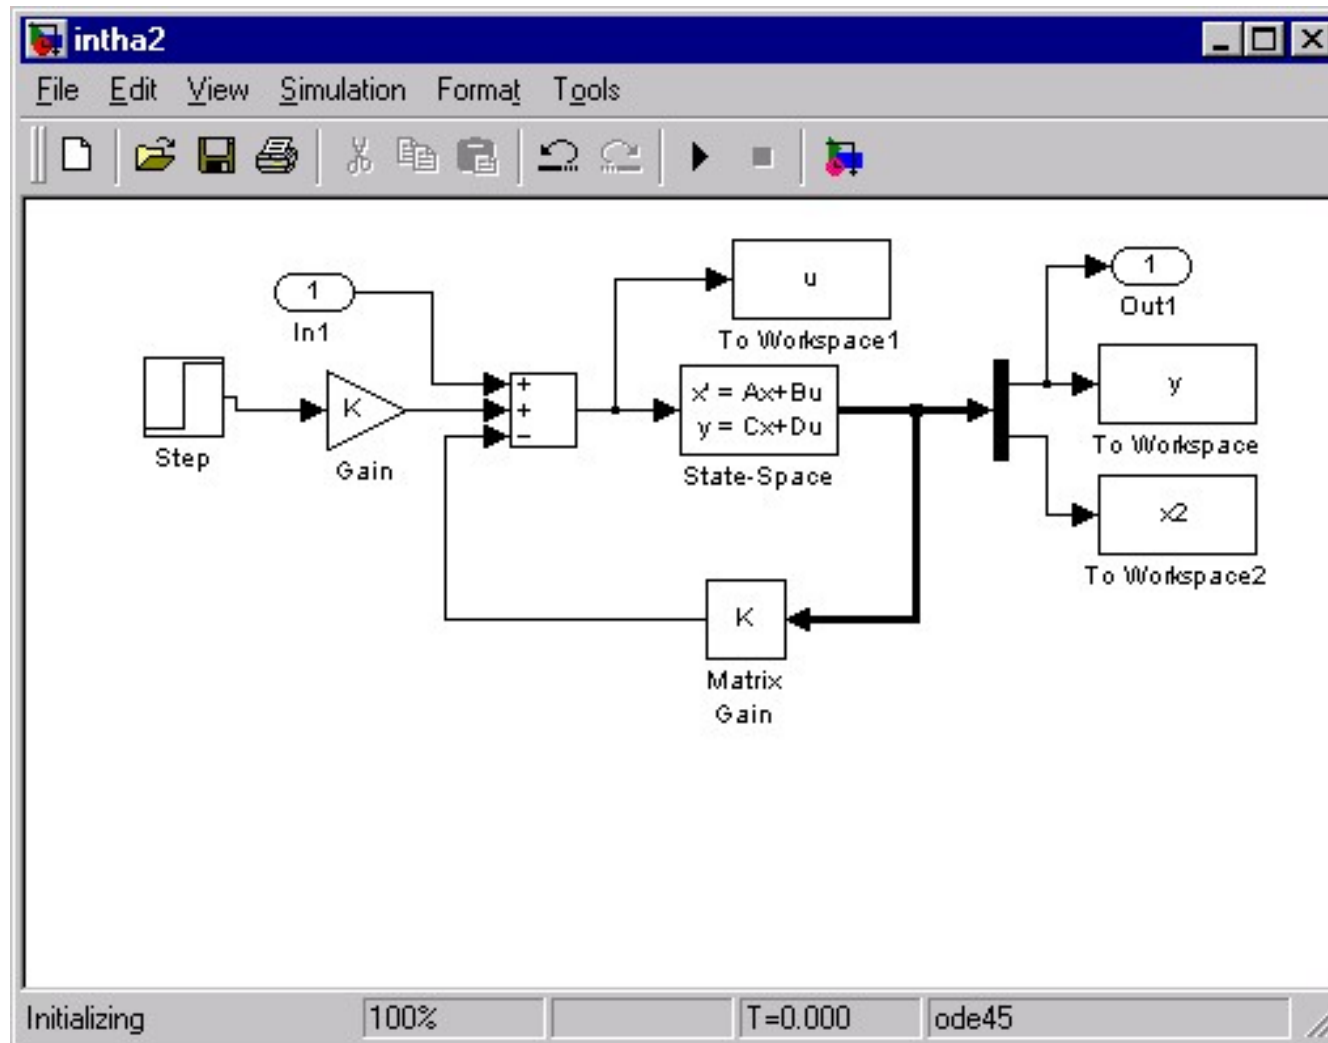 intha2
File Edit View Simulation Format Tools
1
In1
Step
K
Gain
+
+
−
u
To Workspace1
x' = Ax+Bu
y = Cx+Du
State-Space
1
Out1
y
To Workspace
x2
To Workspace2
K
Matrix
Gain
Initializing 100% T=0.000 ode45